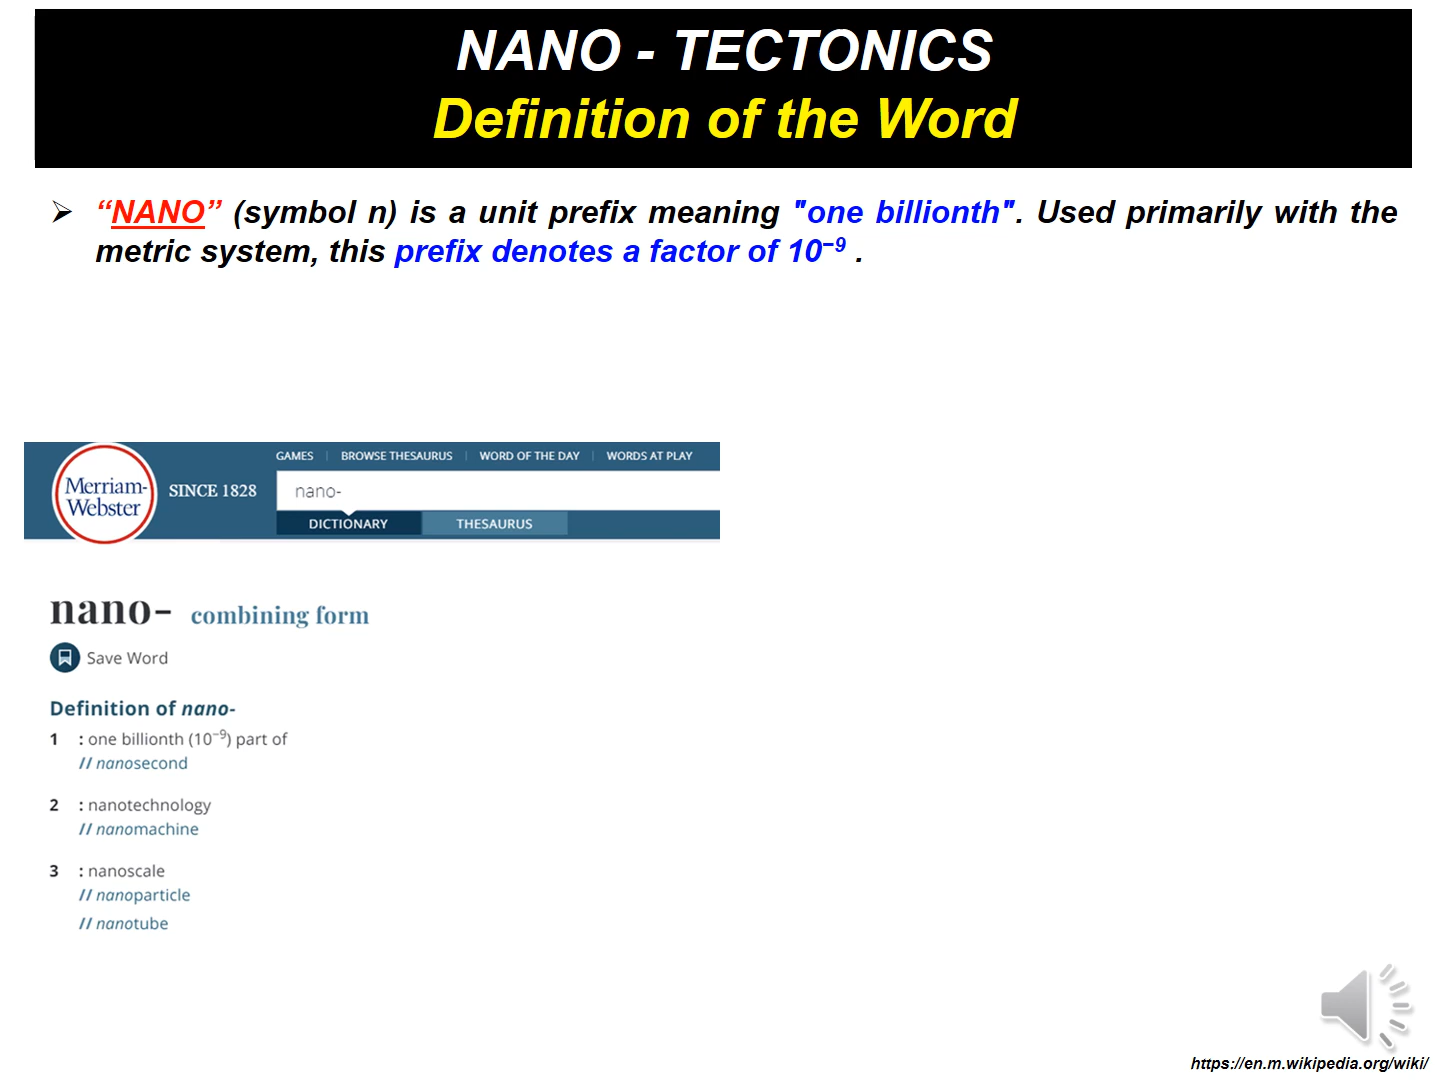 NANO - TECTONICS
Definition of the Word
➢ “NANO” (symbol n) is a unit prefix meaning "one billionth". Used primarily with the
metric system, this prefix denotes a factor of 10⁻⁹ .
GAMES | BROWSE THESAURUS | WORD OF THE DAY | WORDS AT PLAY
Merriam-
Webster
SINCE 1828
nano-
DICTIONARY THESAURUS
nano- combining form
Save Word
Definition of nano-
1 : one billionth (10⁻⁹) part of
// nanosecond
2 : nanotechnology
// nanomachine
3 : nanoscale
// nanoparticle
// nanotube
https://en.m.wikipedia.org/wiki/